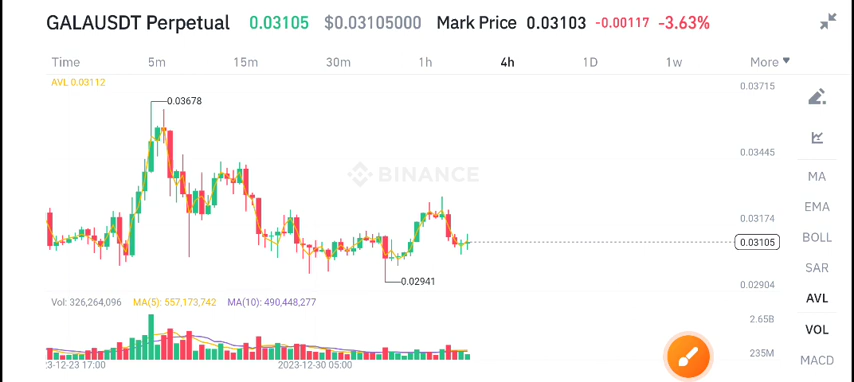 GALAUSDT Perpetual 0.03105 $0.03105000 Mark Price 0.03103 -0.00117 -3.63%
Time 5m 15m 30m 1h 4h 1D 1w More
AVL 0.03112
0.03715
0.03678
0.03445
BINANCE
MA
EMA
0.03174
BOLL
0.03105
SAR
0.02941
0.02904
AVL
Vol: 326,264,096 MA(5): 557,173,742 MA(10): 490,448,277
2.65B
VOL
235M
MACD
3-12-23 17:00 2023-12-30 05:00